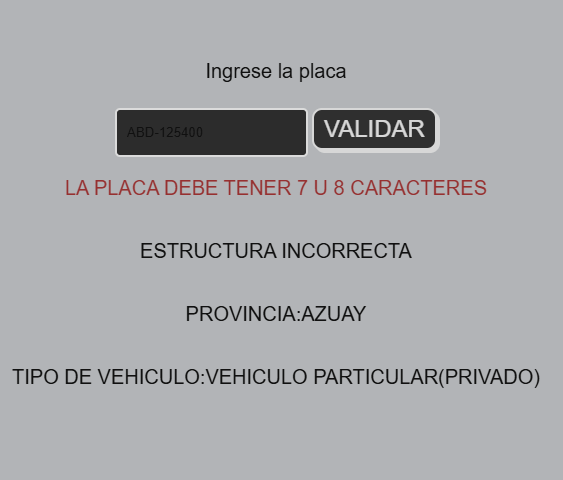 Ingrese la placa
ABD-125400 VALIDAR
LA PLACA DEBE TENER 7 U 8 CARACTERES
ESTRUCTURA INCORRECTA
PROVINCIA:AZUAY
TIPO DE VEHICULO:VEHICULO PARTICULAR(PRIVADO)